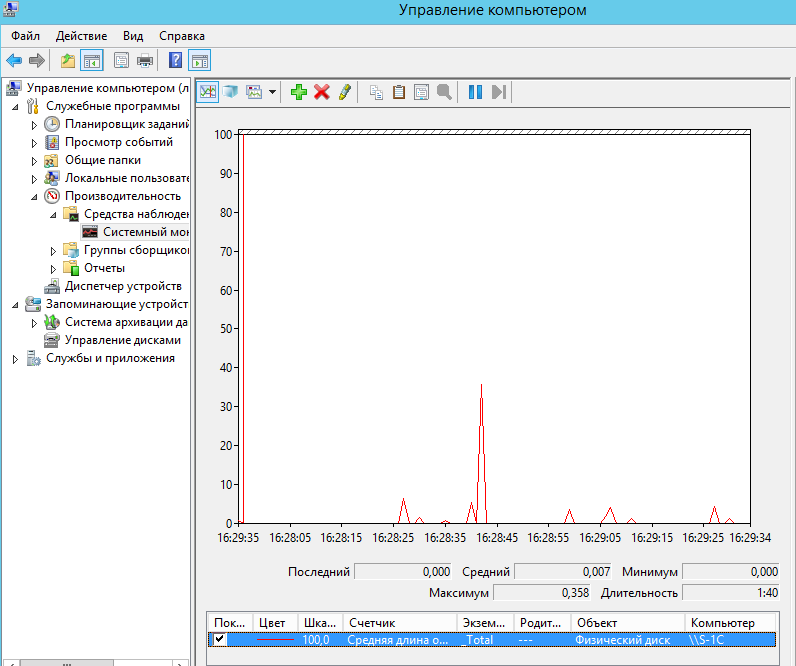 Управление компьютером
Файл Действие Вид Справка
Управление компьютером (л
Служебные программы
Планировщик заданий
Просмотр событий
Общие папки
Локальные пользовате
Производительность
Средства наблюден
Системный мон
Группы сборщико
Отчеты
Диспетчер устройств
Запоминающие устройст
Система архивации да
Управление дисками
Службы и приложения
100
90
80
70
60
50
40
30
20
10
0
16:29:35 16:28:05 16:28:15 16:28:25 16:28:35 16:28:45 16:28:55 16:29:05 16:29:15 16:29:25 16:29:34
Последний 0,000 Средний 0,007 Минимум 0,000
Максимум 0,358 Длительность 1:40
Пок... Цвет Шка... Счетчик Экзем... Родит... Объект Компьютер
100,0 Средняя длина о... _Total --- Физический диск \\S-1C